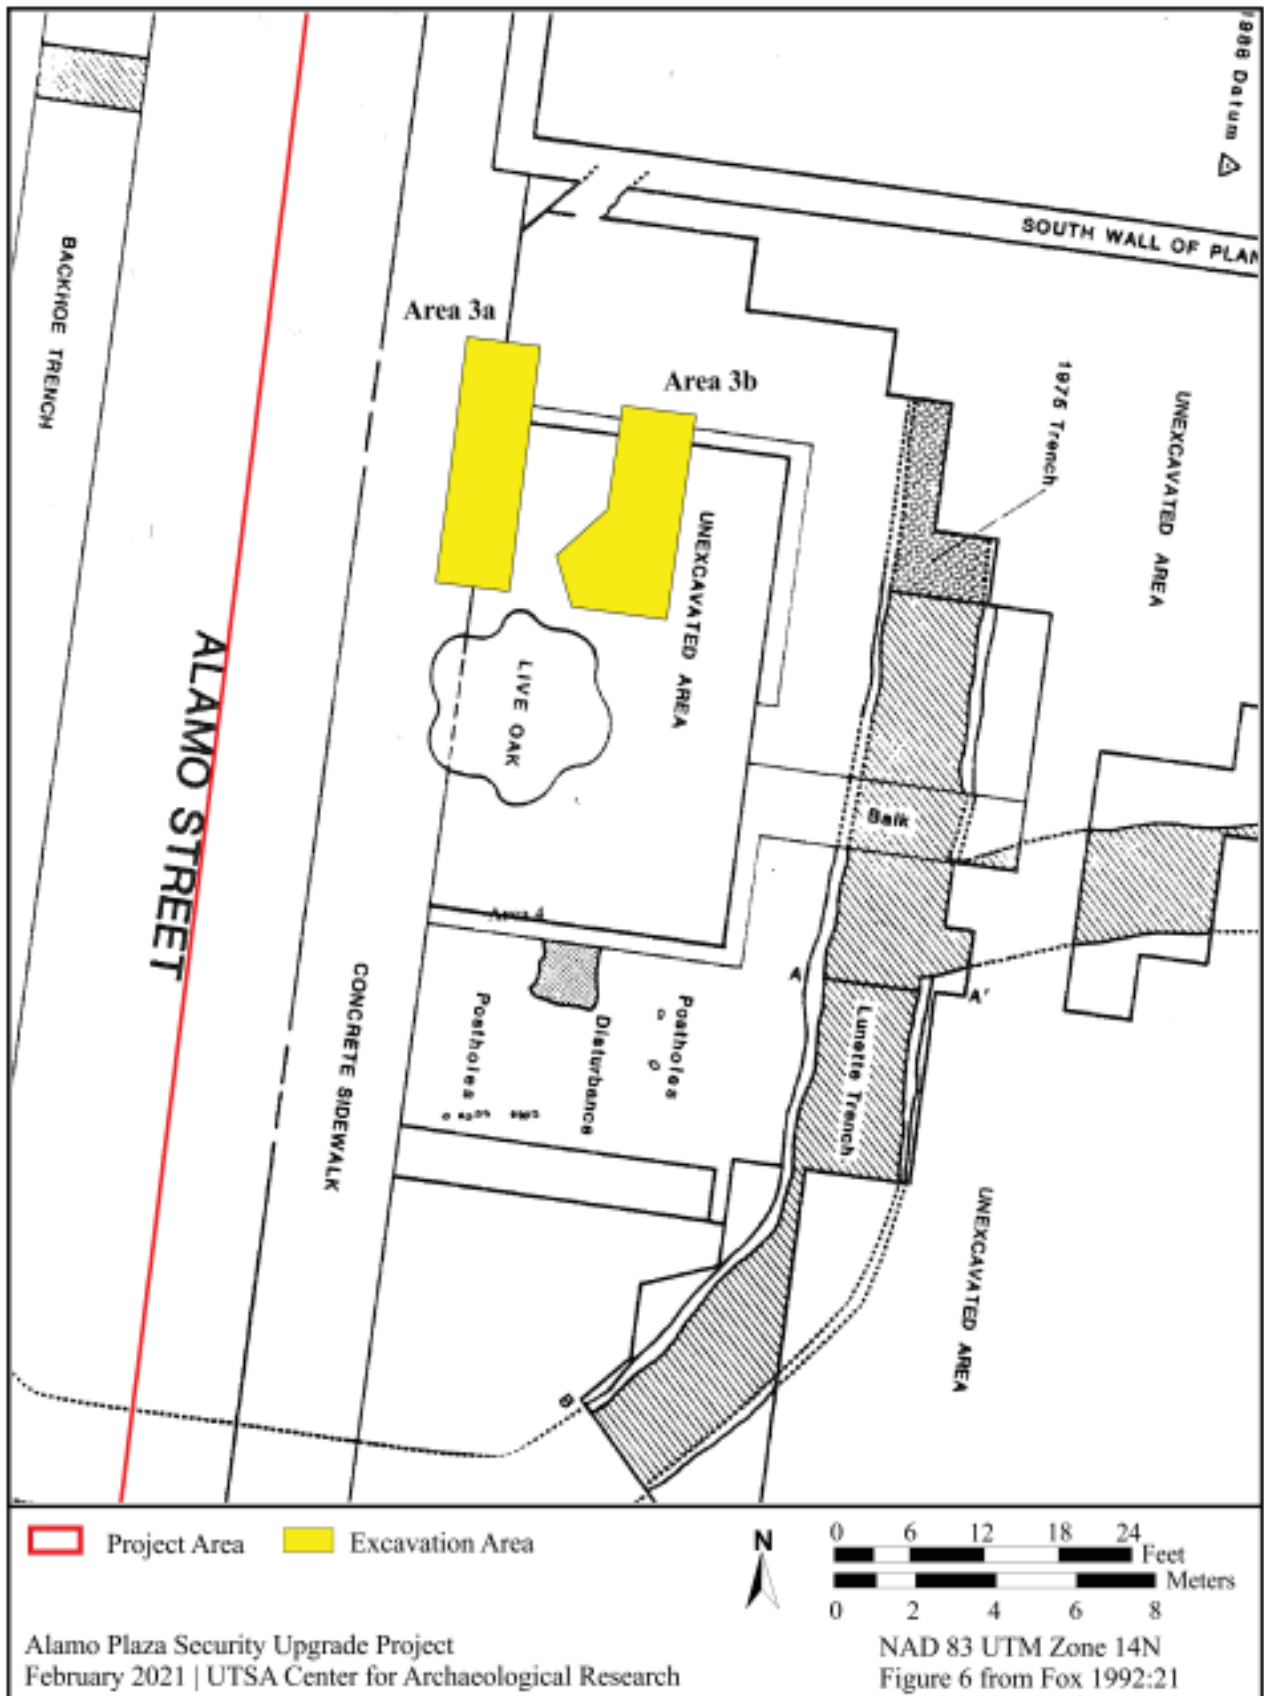 1988 Datum
SOUTH WALL OF PLAN
BACKHOE TRENCH
Area 3a
Area 3b
1975 Trench
UNEXCAVATED AREA
UNEXCAVATED AREA
LIVE OAK
ALAMO STREET
Balk
Area 4
CONCRETE SIDEWALK
A
A'
Postholes
Disturbance
Postholes
Lunette Trench
UNEXCAVATED AREA
B
Project Area
Excavation Area
N
0 6 12 18 24
Feet
Meters
0 2 4 6 8
Alamo Plaza Security Upgrade Project
February 2021 | UTSA Center for Archaeological Research
NAD 83 UTM Zone 14N
Figure 6 from Fox 1992:21